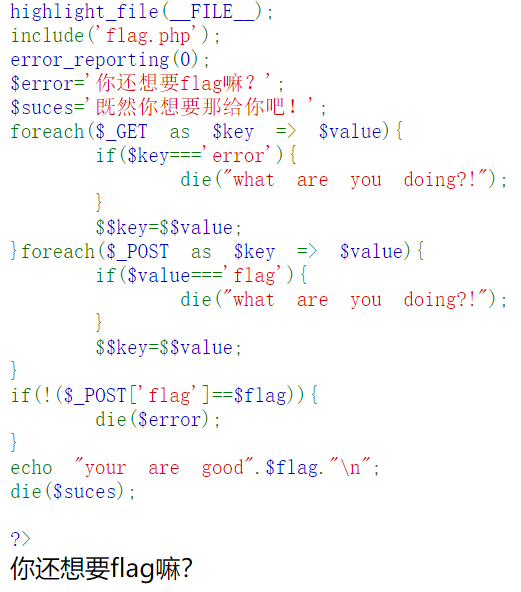 highlight_file(__FILE__);
include('flag.php');
error_reporting(0);
$error='你还想要flag嘛？';
$suces='既然你想要那给你吧！';
foreach($_GET as $key => $value){
        if($key==='error'){
                die("what are you doing?!");
        }
        $$key=$$value;
}foreach($_POST as $key => $value){
        if($value==='flag'){
                die("what are you doing?!");
        }
        $$key=$$value;
}
if(!($_POST['flag']==$flag)){
        die($error);
}
echo "your are good".$flag."\n";
die($suces);
?>
你还想要flag嘛？